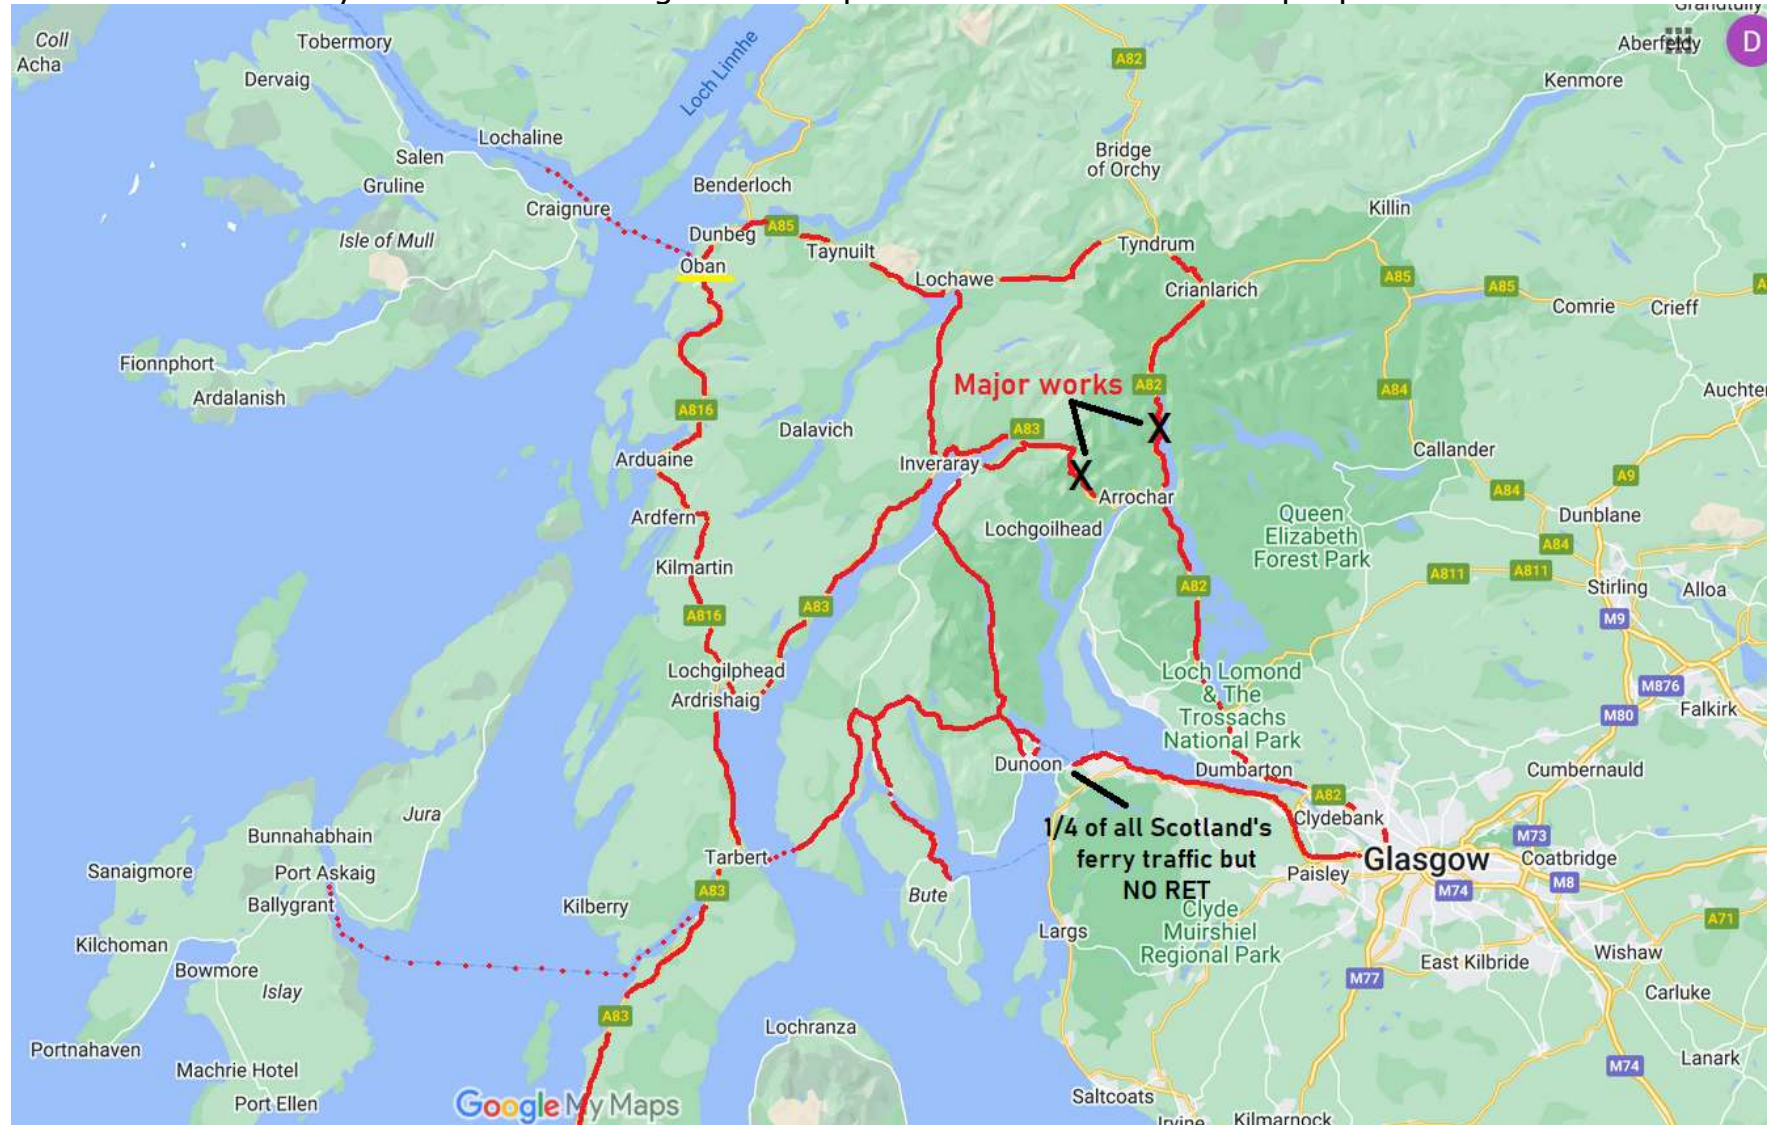 Grandtully
Coll
Acha
Tobermory
Dervaig
Loch Linnhe
A82
Aberfeldy
D
Kenmore
Lochaline
Salen
Gruline
Craignure
Isle of Mull
Benderloch
Bridge
of Orchy
Killin
Dunbeg
A85
Taynuilt
Oban
Lochawe
Tyndrum
Crianlarich
A85
A85
A
Comrie
Crieff
Fionnphort
Ardalanish
Major works
A82
A84
Auchter
A816
Dalavich
A83
Arduaine
Inveraray
X
X
Arrochar
Callander
A9
A84
Dunblane
Ardfern
Lochgoilhead
Queen
Elizabeth
Forest Park
A84
Kilmartin
A82
A811
A811
Stirling
Alloa
A816
A83
M9
Lochgilphead
Ardrishaig
Loch Lomond
& The
Trossachs
National Park
M876
M80
Falkirk
Dunoon
Dumbarton
Cumbernauld
A82
Clydebank
Jura
Bunnahabhain
Port Askaig
Sanaigmore
Ballygrant
1/4 of all Scotland's
ferry traffic but
NO RET
M73
Tarbert
Glasgow
Coatbridge
Paisley
M74
M8
A83
Kilberry
Bute
Clyde
Muirshiel
Regional Park
A71
Kilchoman
Bowmore
Islay
Largs
East Kilbride
Wishaw
M77
Carluke
A83
Lochranza
Portnahaven
Machrie Hotel
Port Ellen
M74
Lanark
Google My Maps
Saltcoats
Irvine
Kilmarnock